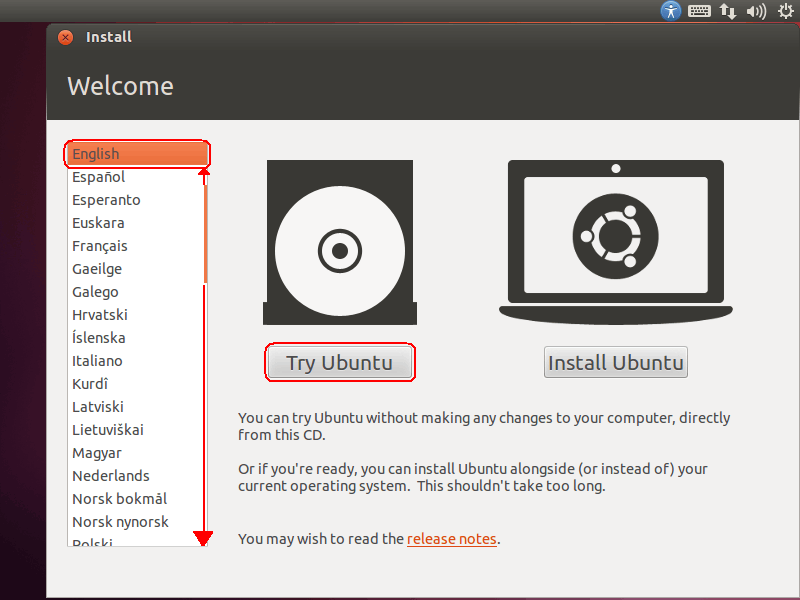 Install
Welcome
English
Español
Esperanto
Euskara
Français
Gaeilge
Galego
Hrvatski
Íslenska
Italiano
Kurdî
Latviski
Lietuviškai
Magyar
Nederlands
Norsk bokmål
Norsk nynorsk
Polski
Try Ubuntu
Install Ubuntu
You can try Ubuntu without making any changes to your computer, directly
from this CD.
Or if you're ready, you can install Ubuntu alongside (or instead of) your
current operating system. This shouldn't take too long.
You may wish to read the release notes.